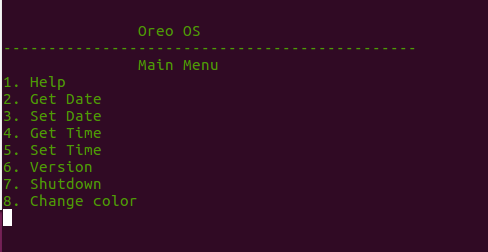 Oreo OS
----------------------------------------------
Main Menu
1. Help
2. Get Date
3. Set Date
4. Get Time
5. Set Time
6. Version
7. Shutdown
8. Change color